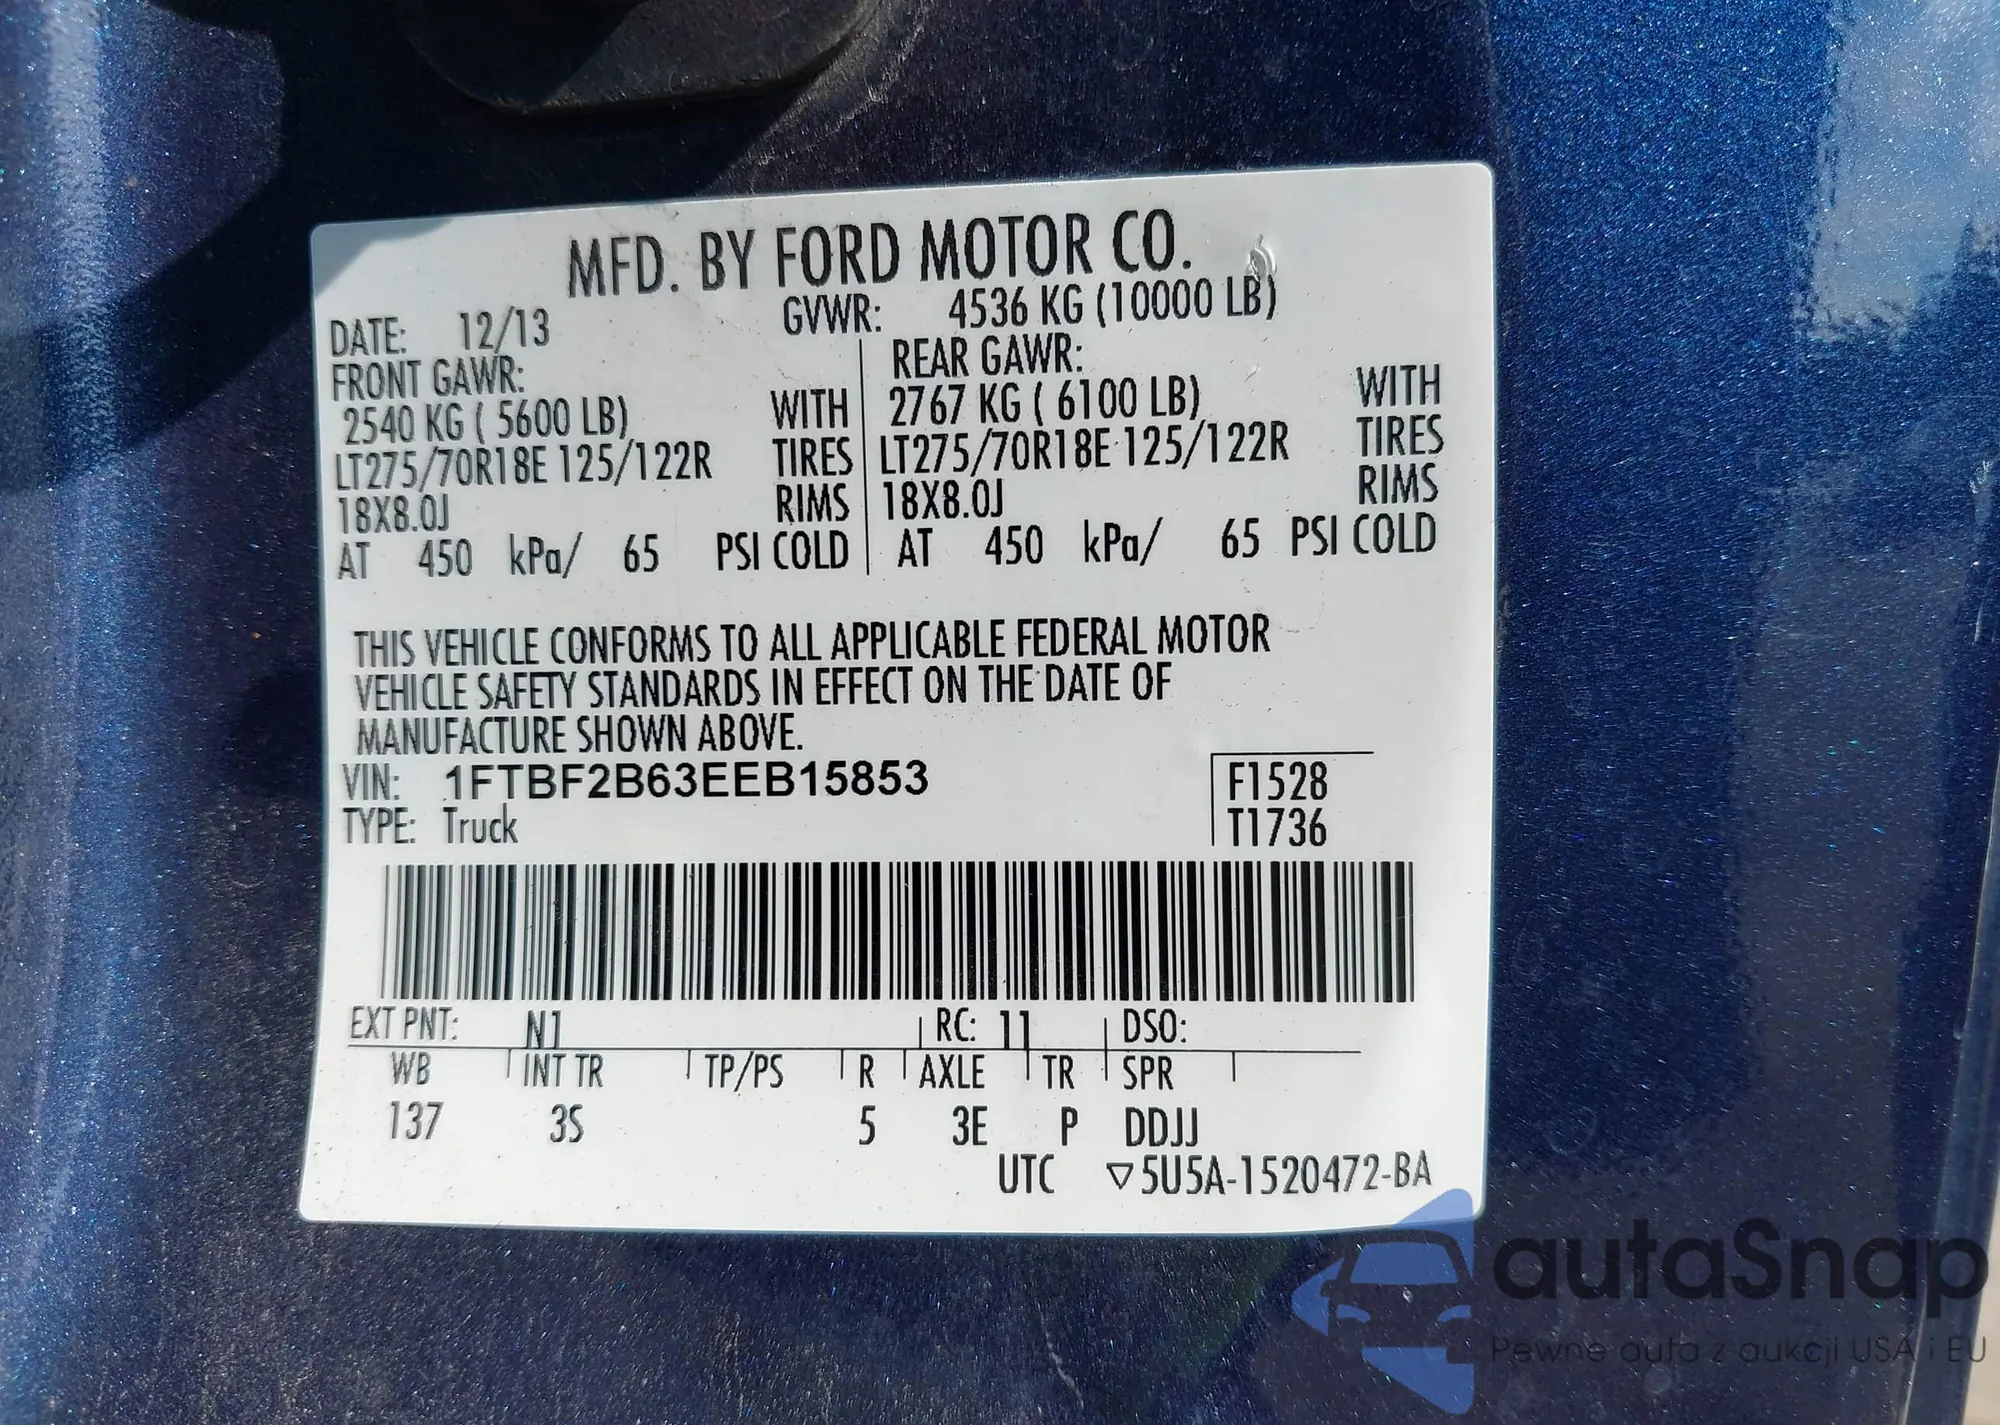 MFD. BY FORD MOTOR CO.
DATE: 12/13 GVWR: 4536 KG (10000 LB)
FRONT GAWR: REAR GAWR:
2540 KG ( 5600 LB) WITH 2767 KG ( 6100 LB) WITH
LT275/70R18E 125/122R TIRES LT275/70R18E 125/122R TIRES
18X8.0J RIMS 18X8.0J RIMS
AT 450 kPa/ 65 PSI COLD AT 450 kPa/ 65 PSI COLD
THIS VEHICLE CONFORMS TO ALL APPLICABLE FEDERAL MOTOR
VEHICLE SAFETY STANDARDS IN EFFECT ON THE DATE OF
MANUFACTURE SHOWN ABOVE.
VIN: 1FTBF2B63EEB15853 F1528
TYPE: Truck T1736
EXT PNT: N1 RC: 11 DSO:
WB INT TR TP/PS R AXLE TR SPR
137 3S 5 3E P DDJJ
UTC ▽5U5A-1520472-BA
autaSnap
Pewne auta z aukcji USA i EU